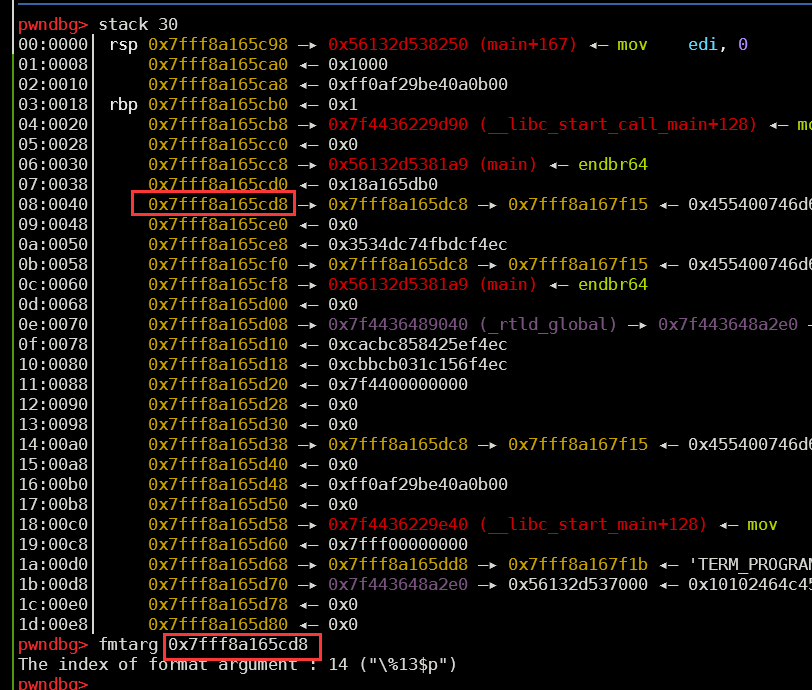 pwndbg> stack 30
00:0000│ rsp 0x7fff8a165c98 —▸ 0x56132d538250 (main+167) ◂— mov    edi, 0
01:0008│     0x7fff8a165ca0 ◂— 0x1000
02:0010│     0x7fff8a165ca8 ◂— 0xff0af29be40a0b00
03:0018│ rbp 0x7fff8a165cb0 ◂— 0x1
04:0020│     0x7fff8a165cb8 —▸ 0x7f4436229d90 (__libc_start_call_main+128) ◂— mo
05:0028│     0x7fff8a165cc0 ◂— 0x0
06:0030│     0x7fff8a165cc8 —▸ 0x56132d5381a9 (main) ◂— endbr64
07:0038│     0x7fff8a165cd0 ◂— 0x18a165db0
08:0040│     0x7fff8a165cd8 —▸ 0x7fff8a165dc8 —▸ 0x7fff8a167f15 ◂— 0x455400746d6
09:0048│     0x7fff8a165ce0 ◂— 0x0
0a:0050│     0x7fff8a165ce8 ◂— 0x3534dc74fbdcf4ec
0b:0058│     0x7fff8a165cf0 —▸ 0x7fff8a165dc8 —▸ 0x7fff8a167f15 ◂— 0x455400746d6
0c:0060│     0x7fff8a165cf8 —▸ 0x56132d5381a9 (main) ◂— endbr64
0d:0068│     0x7fff8a165d00 ◂— 0x0
0e:0070│     0x7fff8a165d08 —▸ 0x7f4436489040 (_rtld_global) —▸ 0x7f443648a2e0 —
0f:0078│     0x7fff8a165d10 ◂— 0xcacbc858425ef4ec
10:0080│     0x7fff8a165d18 ◂— 0xcbbcb031c156f4ec
11:0088│     0x7fff8a165d20 ◂— 0x7f4400000000
12:0090│     0x7fff8a165d28 ◂— 0x0
13:0098│     0x7fff8a165d30 ◂— 0x0
14:00a0│     0x7fff8a165d38 —▸ 0x7fff8a165dc8 —▸ 0x7fff8a167f15 ◂— 0x455400746d6
15:00a8│     0x7fff8a165d40 ◂— 0x0
16:00b0│     0x7fff8a165d48 ◂— 0xff0af29be40a0b00
17:00b8│     0x7fff8a165d50 ◂— 0x0
18:00c0│     0x7fff8a165d58 —▸ 0x7f4436229e40 (__libc_start_main+128) ◂— mov
19:00c8│     0x7fff8a165d60 ◂— 0x7fff00000000
1a:00d0│     0x7fff8a165d68 —▸ 0x7fff8a165dd8 —▸ 0x7fff8a167f1b ◂— 'TERM_PROGRAM
1b:00d8│     0x7fff8a165d70 —▸ 0x7f443648a2e0 —▸ 0x56132d537000 ◂— 0x10102464c45
1c:00e0│     0x7fff8a165d78 ◂— 0x0
1d:00e8│     0x7fff8a165d80 ◂— 0x0
pwndbg> fmtarg 0x7fff8a165cd8
The index of format argument : 14 ("\%13$p")
pwndbg>